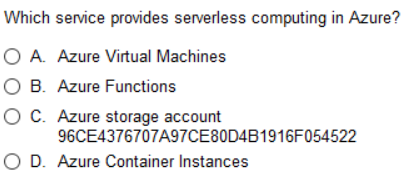 Which service provides serverless computing in Azure?
A. Azure Virtual Machines
B. Azure Functions
C. Azure storage account
96CE4376707A97CE80D4B1916F054522
D. Azure Container Instances